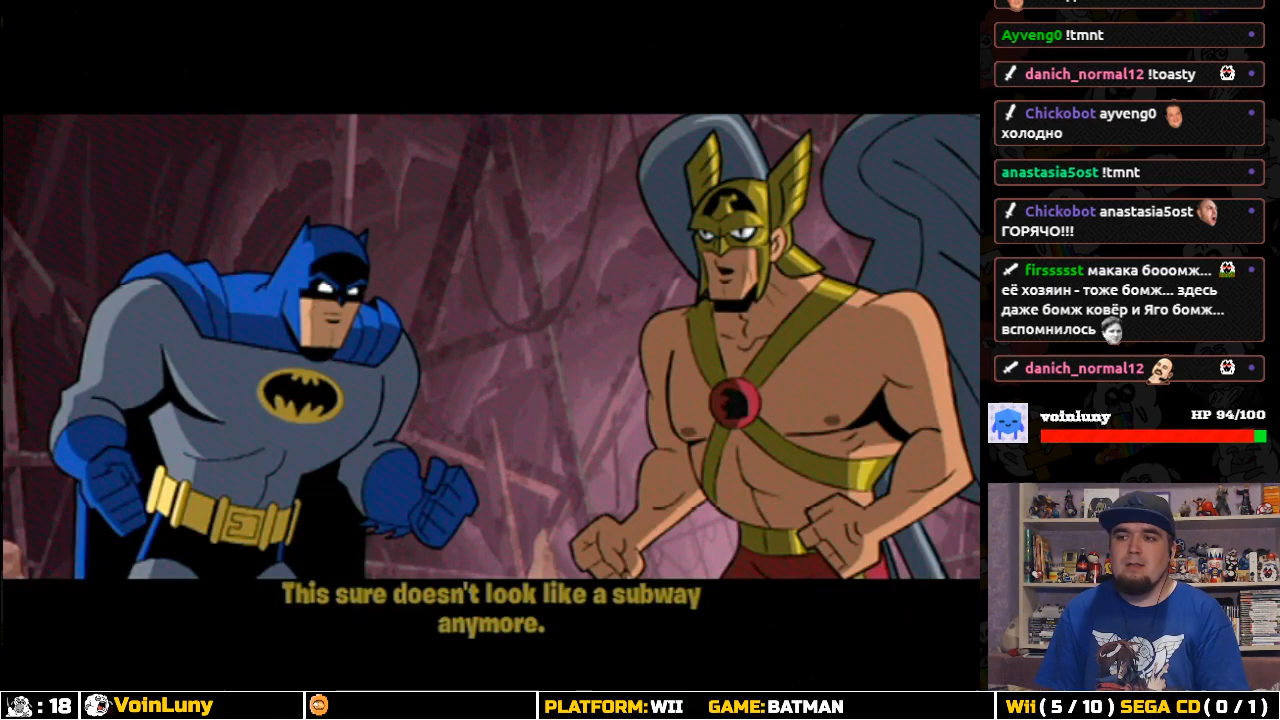 Ayveng0 !tmnt
danich_normal12 !toasty
Chickobot ayveng0
холодно
anastasia5ost !tmnt
Chickobot anastasia5ost
ГОРЯЧО!!!
firssssst макака бооомж...
её хозяин - тоже бомж... здесь
даже бомж ковёр и Яго бомж...
вспомнилось
danich_normal12
voinluny HP 94/100
This sure doesn't look like a subway
anymore.
: 18 VoinLuny PLATFORM: WII GAME: BATMAN Wii ( 5 / 10 ) SEGA CD ( 0 / 1 )